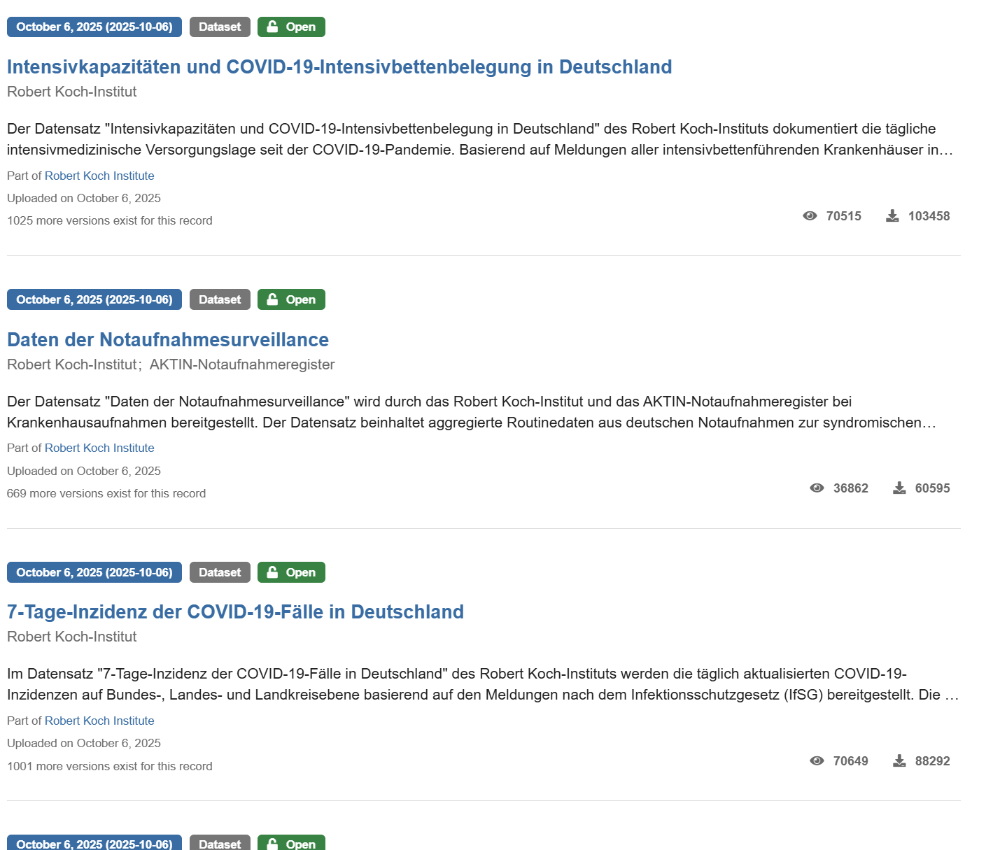 October 6, 2025 (2025-10-06) Dataset Open
Intensivkapazitäten und COVID-19-Intensivbettenbelegung in Deutschland
Robert Koch-Institut
Der Datensatz "Intensivkapazitäten und COVID-19-Intensivbettenbelegung in Deutschland" des Robert Koch-Instituts dokumentiert die tägliche
intensivmedizinische Versorgungslage seit der COVID-19-Pandemie. Basierend auf Meldungen aller intensivbettenführenden Krankenhäuser in…
Part of Robert Koch Institute
Uploaded on October 6, 2025
1025 more versions exist for this record 70515 103458
October 6, 2025 (2025-10-06) Dataset Open
Daten der Notaufnahmesurveillance
Robert Koch-Institut; AKTIN-Notaufnahmeregister
Der Datensatz "Daten der Notaufnahmesurveillance" wird durch das Robert Koch-Institut und das AKTIN-Notaufnahmeregister bei
Krankenhausaufnahmen bereitgestellt. Der Datensatz beinhaltet aggregierte Routinedaten aus deutschen Notaufnahmen zur syndromischen…
Part of Robert Koch Institute
Uploaded on October 6, 2025
669 more versions exist for this record 36862 60595
October 6, 2025 (2025-10-06) Dataset Open
7-Tage-Inzidenz der COVID-19-Fälle in Deutschland
Robert Koch-Institut
Im Datensatz "7-Tage-Inzidenz der COVID-19-Fälle in Deutschland" des Robert Koch-Instituts werden die täglich aktualisierten COVID-19-
Inzidenzen auf Bundes-, Landes- und Landkreisebene basierend auf den Meldungen nach dem Infektionsschutzgesetz (IfSG) bereitgestellt. Die …
Part of Robert Koch Institute
Uploaded on October 6, 2025
1001 more versions exist for this record 70649 88292
October 6, 2025 (2025-10-06) Dataset Open